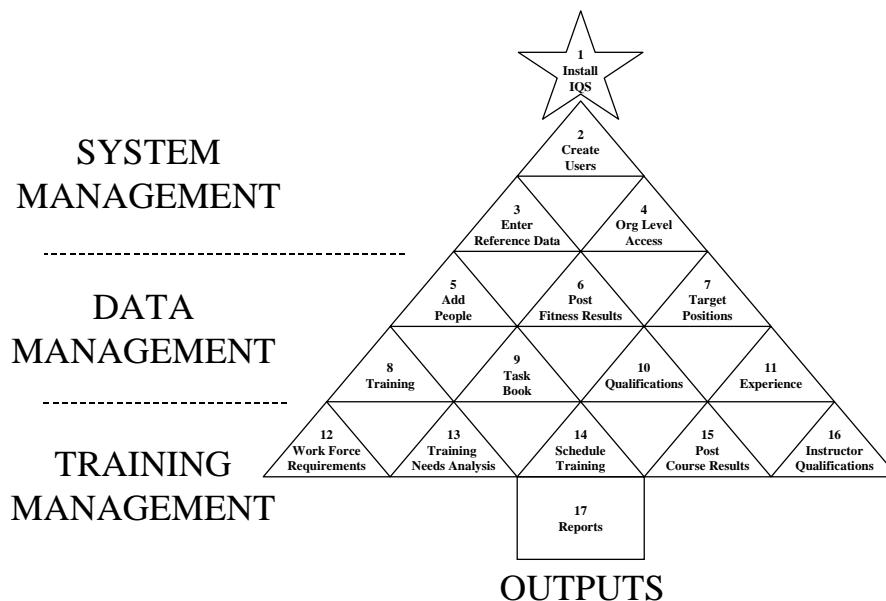 1
Install
IQS
2
Create
Users
SYSTEM
MANAGEMENT
3
Enter
Reference Data
4
Org Level
Access
5
Add
People
6
Post
Fitness Results
7
Target
Positions
DATA
MANAGEMENT
8
Training
9
Task
Book
10
Qualifications
11
Experience
12
Work Force
Requirements
13
Training
Needs Analysis
14
Schedule
Training
15
Post
Course Results
16
Instructor
Qualifications
TRAINING
MANAGEMENT
17
Reports
OUTPUTS